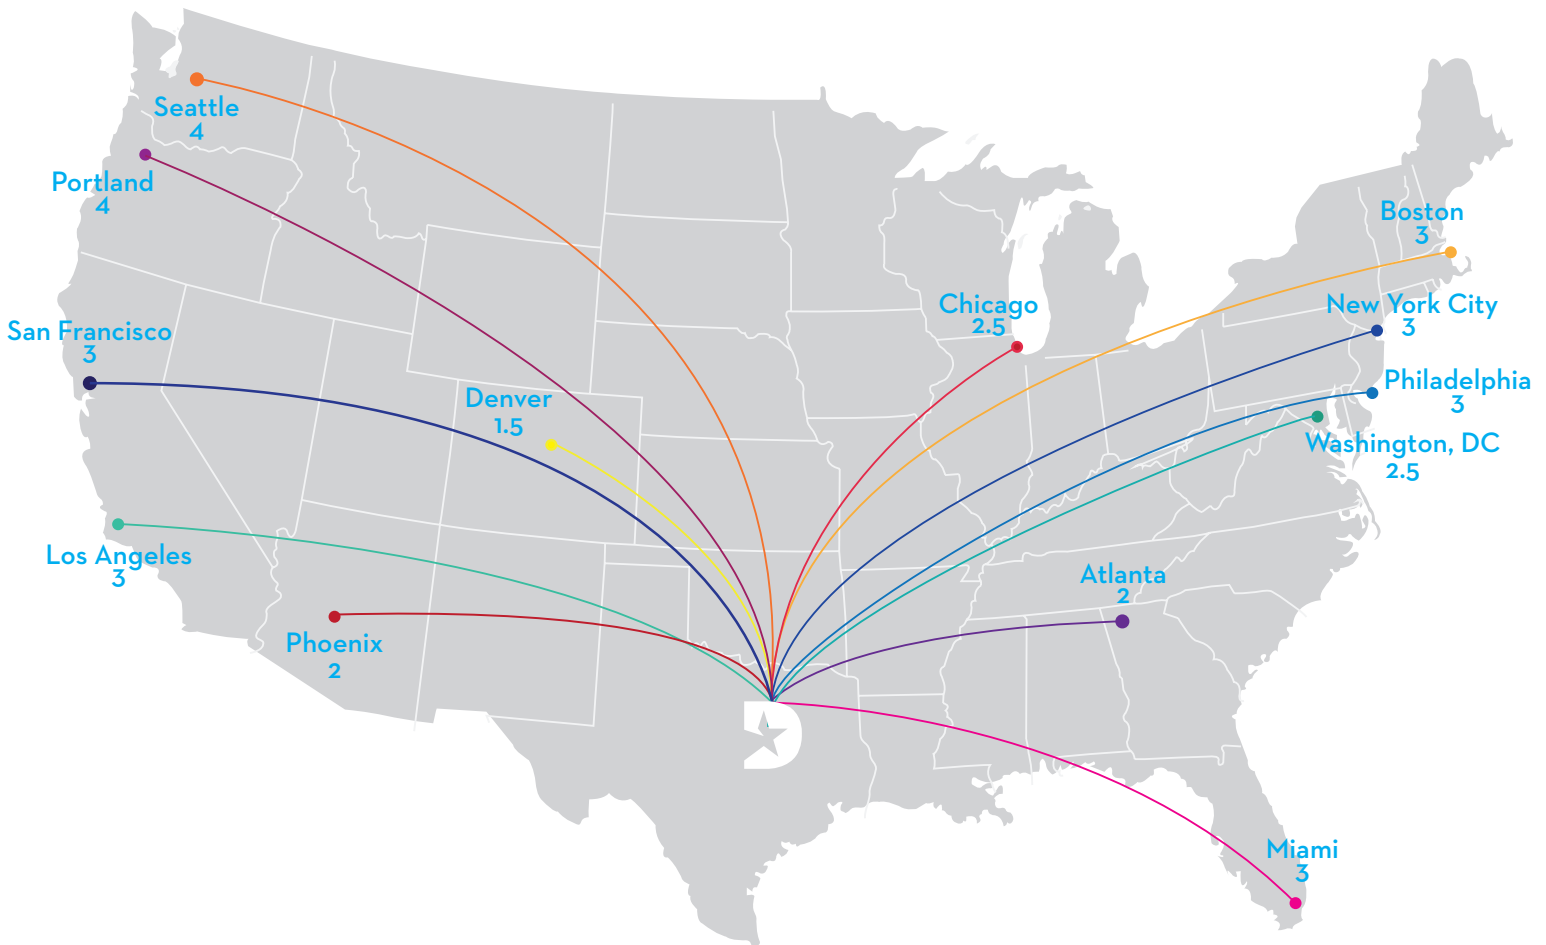 Seattle
4
Portland
4
San Francisco
3
Denver
1.5
Los Angeles
3
Phoenix
2
Chicago
2.5
Boston
3
New York City
3
Philadelphia
3
Washington, DC
2.5
Atlanta
2
Miami
3
D